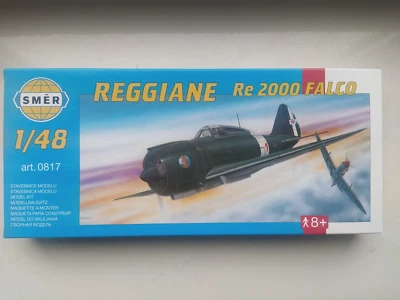 SMĚR
REGGIANE Re 2000 FALCO
1/48
art. 0817
STAVEBNICE MODELU
STAVEBNICA MODELU
MODEL KIT
MODELLBAUSATZ
MAQUETTE A MONTER
MAQUETA PARA CONSTRUIR
MODEL DO SKLEJANIA
СБОРНАЯ МОДЕЛЬ
8+